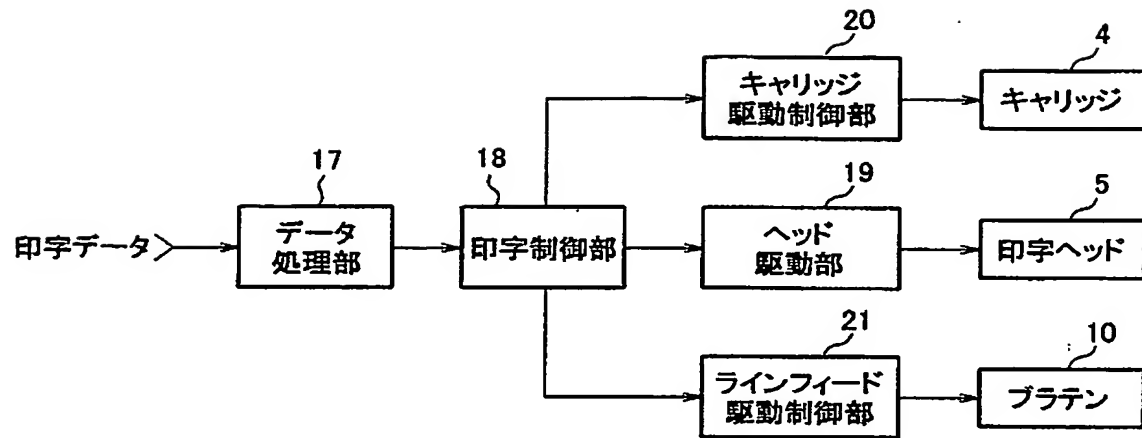 20
4
キャリッジ
駆動制御部
キャリッジ
17
18
19
5
印字データ
データ
処理部
印字制御部
ヘッド
駆動部
印字ヘッド
21
10
ラインフィード
駆動制御部
プラテン